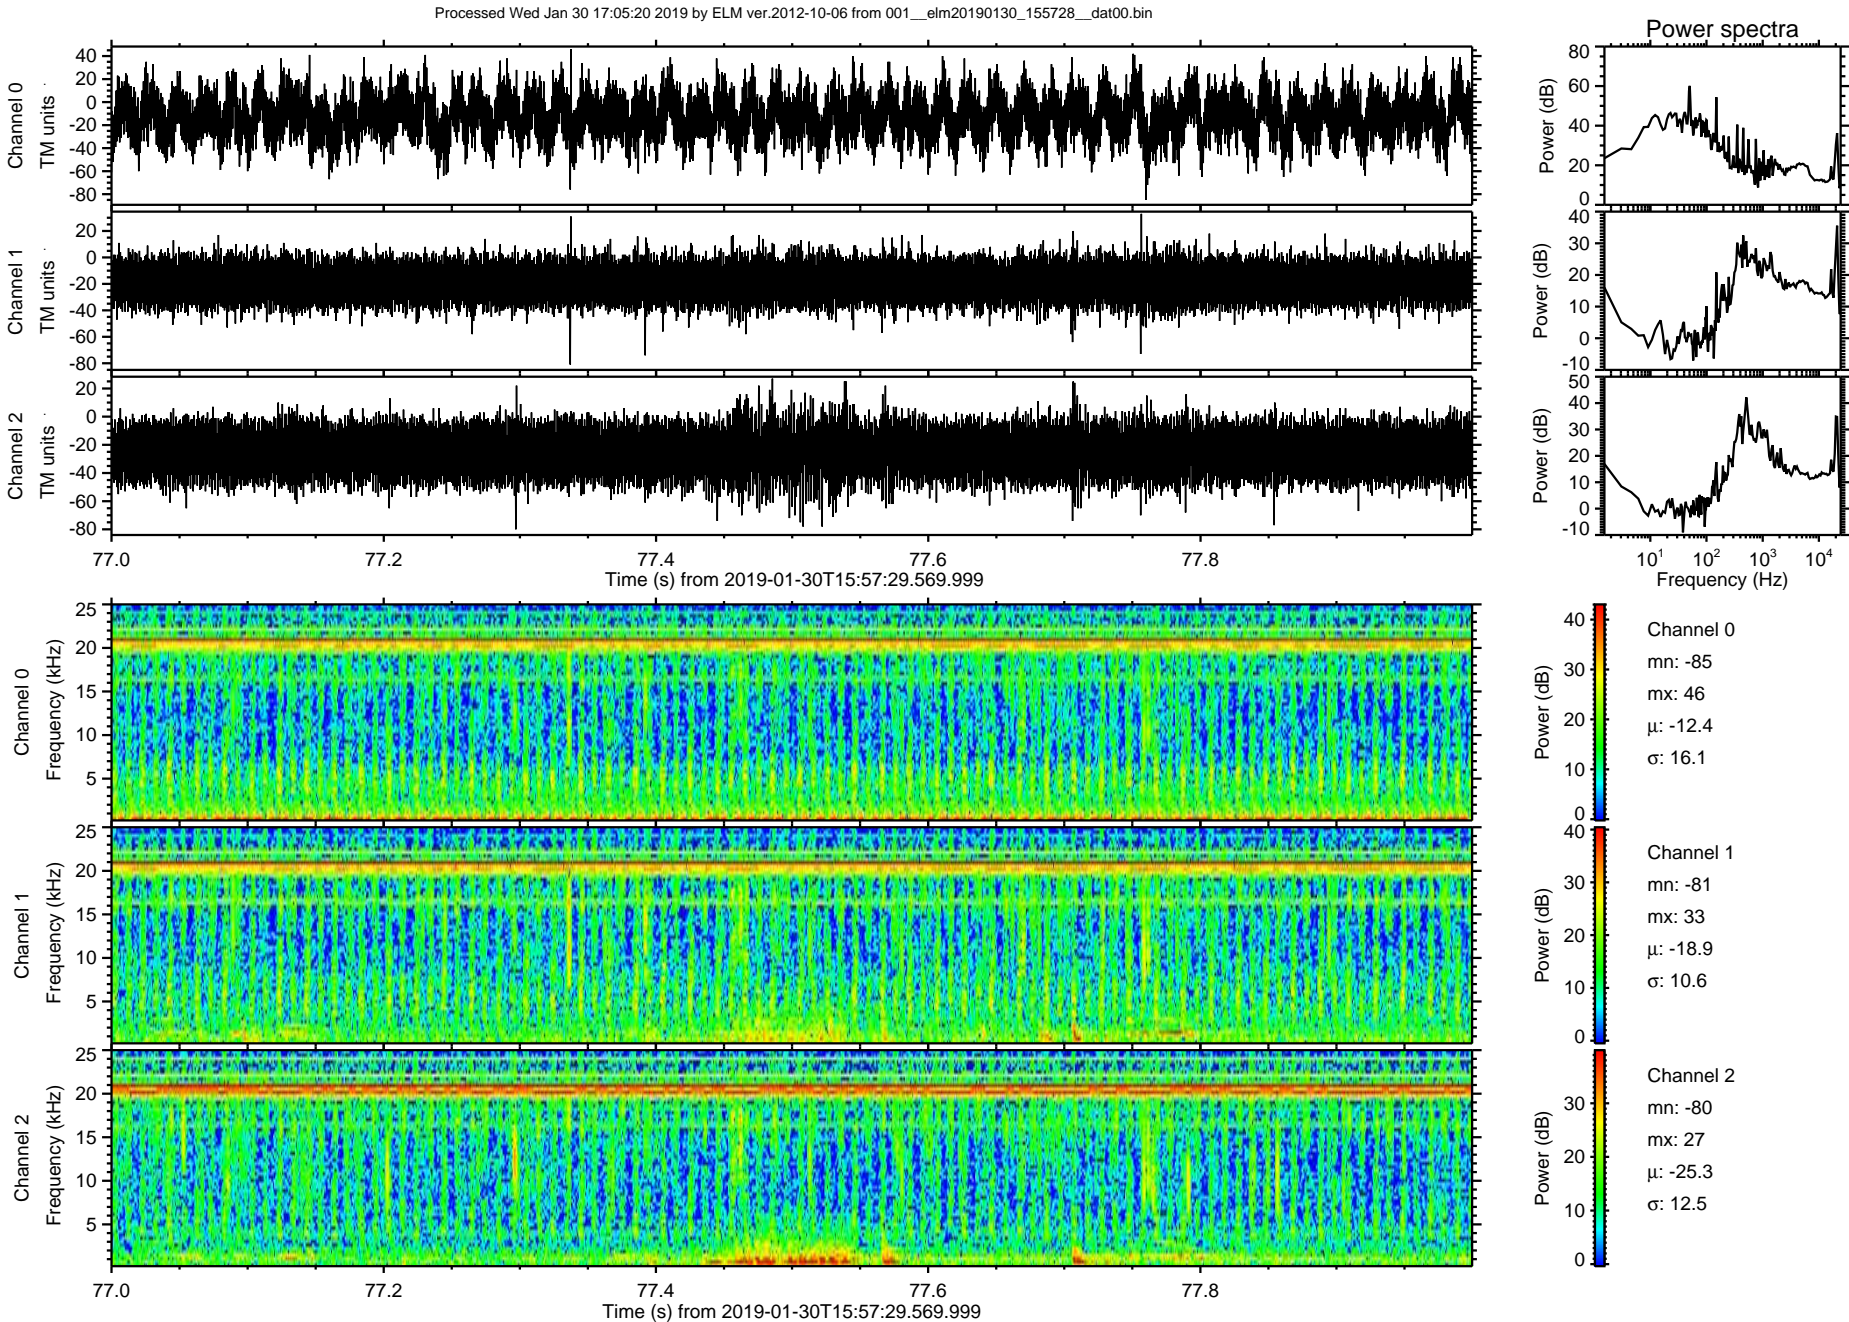 Processed Wed Jan 30 17:05:20 2019 by ELM ver.2012-10-06 from 001__elm20190130_155728__dat00.bin
Power spectra
Channel 0
TM units
40
20
0
-20
-40
-60
-80
Power (dB)
80
60
40
20
0
Channel 1
TM units
20
0
-20
-40
-60
-80
Power (dB)
40
30
20
10
0
-10
Channel 2
TM units
20
0
-20
-40
-60
-80
Power (dB)
50
40
30
20
10
0
-10
77.0 77.2 77.4 77.6 77.8
Time (s) from 2019-01-30T15:57:29.569.999
10^1 10^2 10^3 10^4
Frequency (Hz)
Channel 0
Frequency (kHz)
25
20
15
10
5
Power (dB)
40
30
20
10
0
Channel 0
mn: -85
mx: 46
μ: -12.4
σ: 16.1
Channel 1
Frequency (kHz)
25
20
15
10
5
Power (dB)
40
30
20
10
0
Channel 1
mn: -81
mx: 33
μ: -18.9
σ: 10.6
Channel 2
Frequency (kHz)
25
20
15
10
5
Power (dB)
30
20
10
0
Channel 2
mn: -80
mx: 27
μ: -25.3
σ: 12.5
77.0 77.2 77.4 77.6 77.8
Time (s) from 2019-01-30T15:57:29.569.999